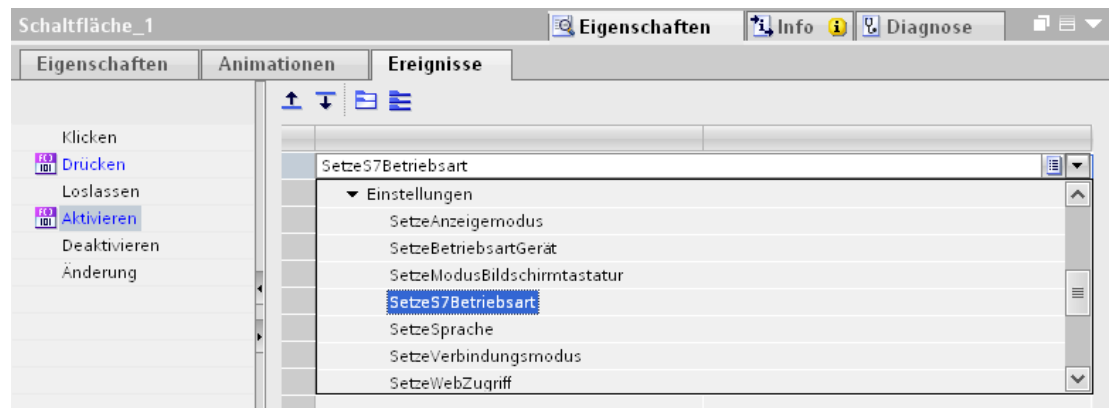 Schaltfläche_1
Eigenschaften Info Diagnose
Eigenschaften Animationen Ereignisse
Klicken
Drücken
Loslassen
Aktivieren
Deaktivieren
Änderung
SetzeS7Betriebsart
Einstellungen
SetzeAnzeigemodus
SetzeBetriebsartGerät
SetzeModusBildschirmtastatur
SetzeS7Betriebsart
SetzeSprache
SetzeVerbindungsmodus
SetzeWebZugriff